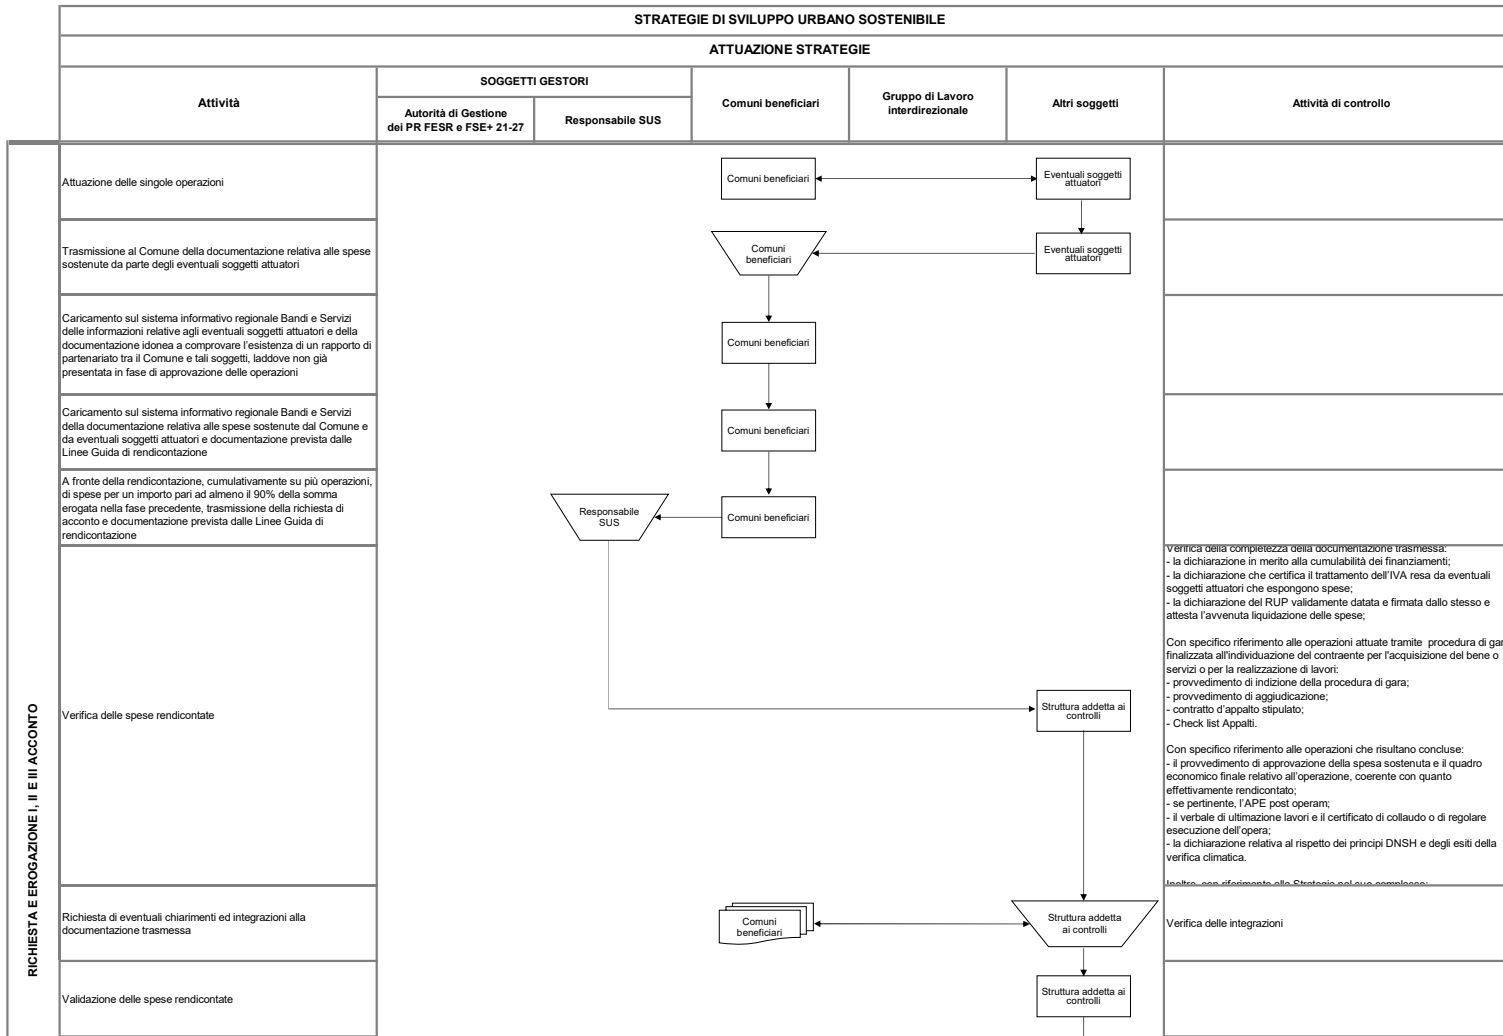 STRATEGIE DI SVILUPPO URBANO SOSTENIBILE
ATTUAZIONE STRATEGIE
Attività
SOGGETTI GESTORI
Autorità di Gestione
dei PR FESR e FSE+ 21-27
Responsabile SUS
Comuni beneficiari
Gruppo di Lavoro
interdirezionale
Altri soggetti
Attività di controllo
RICHIESTA E EROGAZIONE I, II E III ACCONTO
Attuazione delle singole operazioni
Comuni beneficiari
Eventuali soggetti
attuatori
Trasmissione al Comune della documentazione relativa alle spese
sostenute da parte degli eventuali soggetti attuatori
Comuni
beneficiari
Eventuali soggetti
attuatori
Caricamento sul sistema informativo regionale Bandi e Servizi
delle informazioni relative agli eventuali soggetti attuatori e della
documentazione idonea a comprovare l'esistenza di un rapporto di
partenariato tra il Comune e tali soggetti, laddove non già
presentata in fase di approvazione delle operazioni
Comuni beneficiari
Caricamento sul sistema informativo regionale Bandi e Servizi
della documentazione relativa alle spese sostenute dal Comune e
da eventuali soggetti attuatori e documentazione prevista dalle
Linee Guida di rendicontazione
Comuni beneficiari
A fronte della rendicontazione, cumulativamente su più operazioni,
di spese per un importo pari ad almeno il 90% della somma
erogata nella fase precedente, trasmissione della richiesta di
acconto e documentazione prevista dalle Linee Guida di
rendicontazione
Responsabile
SUS
Comuni beneficiari
Verifica delle spese rendicontate
Struttura addetta ai
controlli
Verifica della completezza della documentazione trasmessa:
- la dichiarazione in merito alla cumulabilità dei finanziamenti;
- la dichiarazione che certifica il trattamento dell'IVA resa da eventuali
soggetti attuatori che espongono spese;
- la dichiarazione del RUP validamente datata e firmata dallo stesso e
attesta l'avvenuta liquidazione delle spese;
Con specifico riferimento alle operazioni attuate tramite procedura di gar
finalizzata all'individuazione del contraente per l'acquisizione del bene o
servizi o per la realizzazione di lavori:
- provvedimento di indizione della procedura di gara;
- provvedimento di aggiudicazione;
- contratto d'appalto stipulato;
- Check list Appalti.
Con specifico riferimento alle operazioni che risultano concluse:
- il provvedimento di approvazione della spesa sostenuta e il quadro
economico finale relativo all'operazione, coerente con quanto
effettivamente rendicontato;
- se pertinente, l'APE post operam;
- il verbale di ultimazione lavori e il certificato di collaudo o di regolare
esecuzione dell'opera;
- la dichiarazione relativa al rispetto dei principi DNSH e degli esiti della
verifica climatica.
Inoltre, con riferimento alla Strategia nel suo complesso:
Richiesta di eventuali chiarimenti ed integrazioni alla
documentazione trasmessa
Comuni
beneficiari
Struttura addetta
ai controlli
Verifica delle integrazioni
Validazione delle spese rendicontate
Struttura addetta ai
controlli